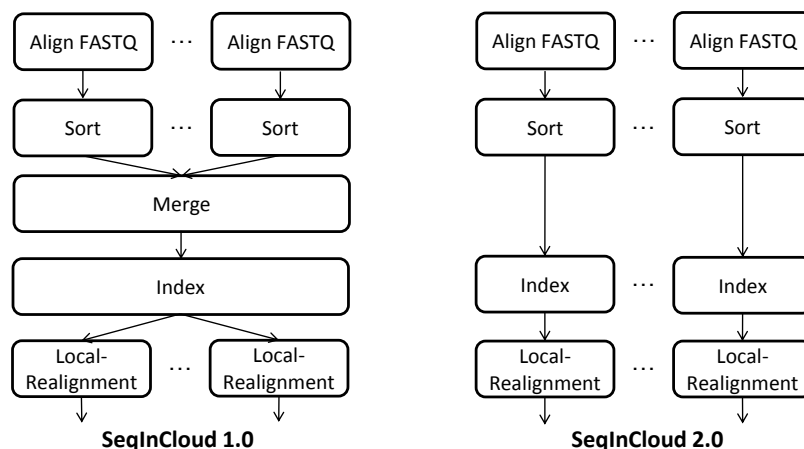 Align FASTQ ... Align FASTQ
Sort ... Sort
Merge
Index
Local-
Realignment
...
Local-
Realignment
SeqInCloud 1.0
Align FASTQ ... Align FASTQ
Sort ... Sort
Index ... Index
Local-
Realignment
...
Local-
Realignment
SeqInCloud 2.0